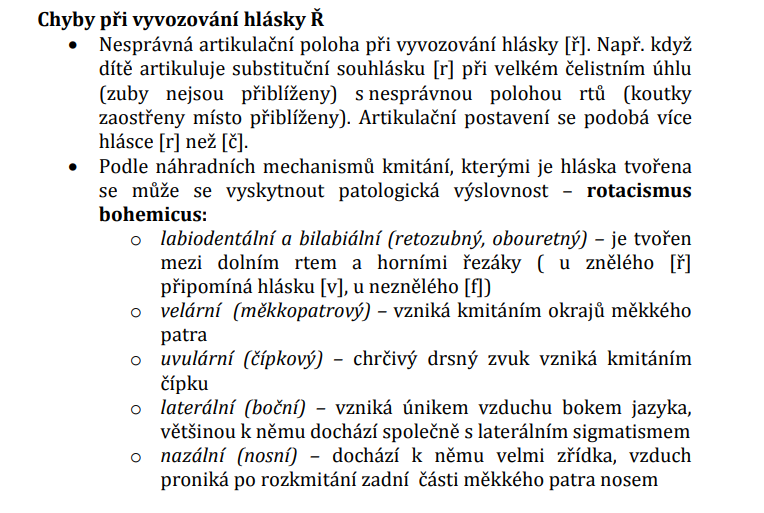 Chyby při vyvozování hlásky Ř
• Nesprávná artikulační poloha při vyvozování hlásky [ř]. Např. když
dítě artikuluje substituční souhlásku [r] při velkém čelistním úhlu
(zuby nejsou přiblíženy) s nesprávnou polohou rtů (koutky
zaostřeny místo přiblíženy). Artikulační postavení se podobá více
hlásce [r] než [č].
• Podle náhradních mechanismů kmitání, kterými je hláska tvořena
se může se vyskytnout patologická výslovnost – rotacismus
bohemicus:
o labiodentální a bilabiální (retozubný, obouretný) – je tvořen
mezi dolním rtem a horními řezáky ( u znělého [ř]
připomíná hlásku [v], u neznělého [f])
o velární (měkkopatrový) – vzniká kmitáním okrajů měkkého
patra
o uvulární (čípkový) – chrčivý drsný zvuk vzniká kmitáním
čípku
o laterální (boční) – vzniká únikem vzduchu bokem jazyka,
většinou k němu dochází společně s laterálním sigmatismem
o nazální (nosní) – dochází k němu velmi zřídka, vzduch
proniká po rozkmitání zadní části měkkého patra nosem